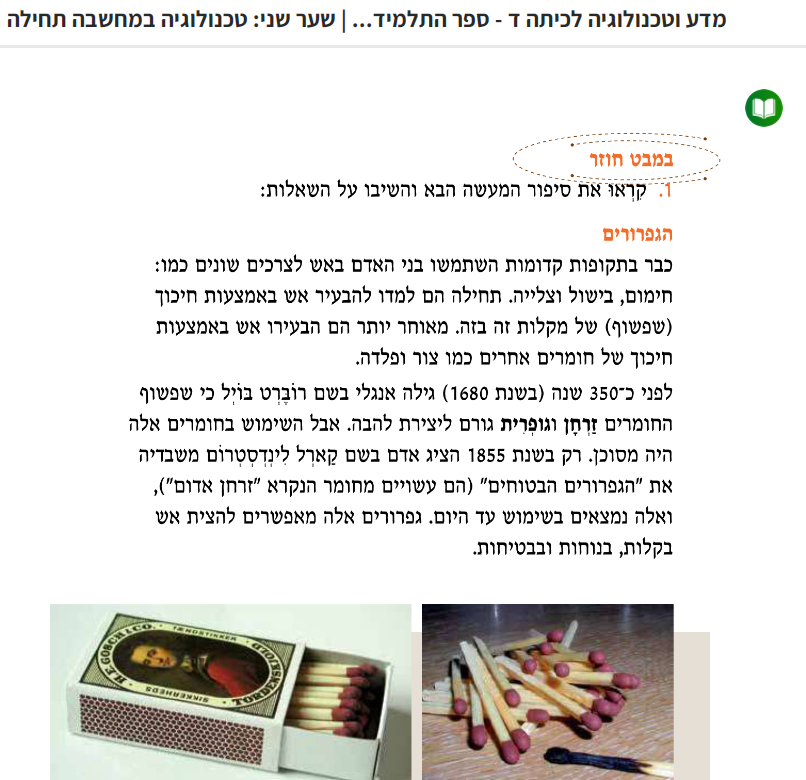 מדע וטכנולוגיה לכיתה ד - ספר התלמיד... | שער שני: טכנולוגיה במחשבה תחילה
במבט חוזר
1. קִרְאוּ את סיפור המעשה הבא והשיבו על השאלות:
הגפרורים
כבר בתקופות קדומות השתמשו בני האדם באש לצרכים שונים כמו:
חימום, בישול וצלייה. תחילה הם למדו להבעיר אש באמצעות חיכוך
(שפשוף) של מקלות זה בזה. מאוחר יותר הם הבעירו אש באמצעות
חיכוך של חומרים אחרים כמו צור ופלדה.
לפני כ־350 שנה (בשנת 1680) גילה אנגלי בשם רוֹבֶּרְט בּוֹיְל כי שפשוף
החומרים זַרְחָן וגוֹפְרִית גורם ליצירת להבה. אבל השימוש בחומרים אלה
היה מסוכן. רק בשנת 1855 הציג אדם בשם קַארְל לִינְדְסְטְרוֹם משבדיה
את "הגפרורים הבטוחים" (הם עשויים מחומר הנקרא "זרחן אדום"),
ואלה נמצאים בשימוש עד היום. גפרורים אלה מאפשרים להצית אש
בקלות, בנוחות ובבטיחות.
H.E. GOSCH & CO.
TÆNDSTIKKER
TORDENSKJOLD
SIKKERHEDS